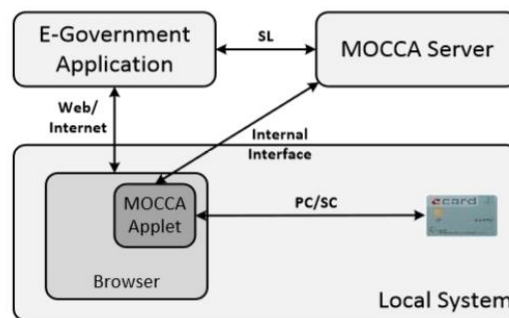 E-Government
Application
SL
MOCCA Server
Web/
Internet
Internal
Interface
MOCCA
Applet
PC/SC
ecard
Browser
Local System